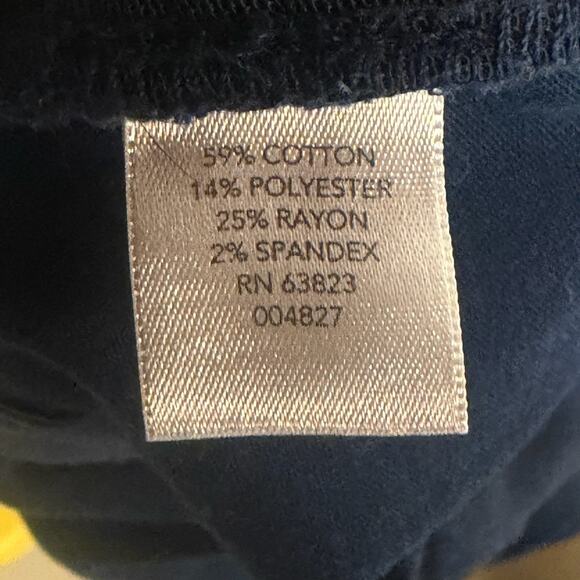 59% COTTON
14% POLYESTER
25% RAYON
2% SPANDEX
RN 63823
004827